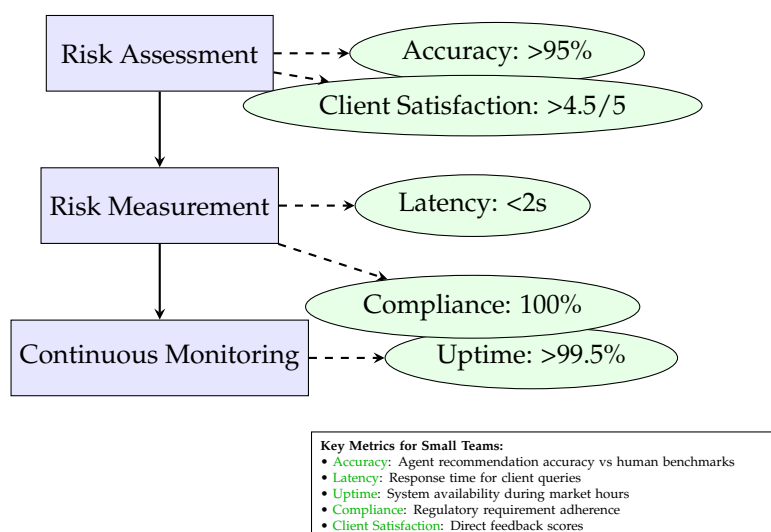 Risk Assessment
Accuracy: >95%
Client Satisfaction: >4.5/5
Risk Measurement
Latency: <2s
Compliance: 100%
Continuous Monitoring
Uptime: >99.5%
Key Metrics for Small Teams:
• Accuracy: Agent recommendation accuracy vs human benchmarks
• Latency: Response time for client queries
• Uptime: System availability during market hours
• Compliance: Regulatory requirement adherence
• Client Satisfaction: Direct feedback scores